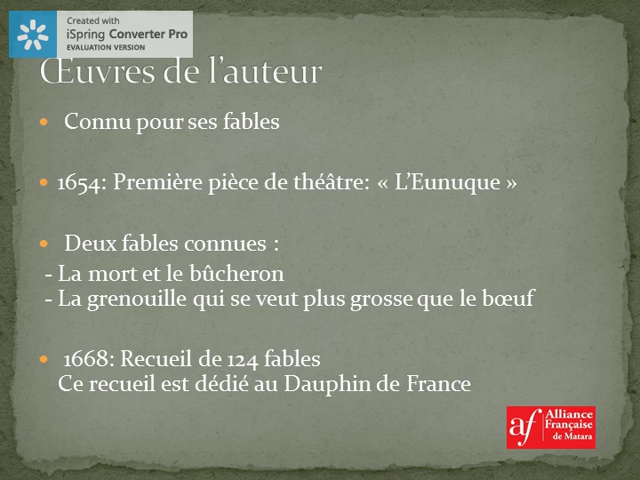 Created with
iSpring Converter Pro
EVALUATION VERSION
Œuvres de l’auteur
• Connu pour ses fables
• 1654: Première pièce de théâtre: « L’Eunuque »
• Deux fables connues :
- La mort et le bûcheron
- La grenouille qui se veut plus grosse que le bœuf
• 1668: Recueil de 124 fables
Ce recueil est dédié au Dauphin de France
af Alliance
Française
de Matara